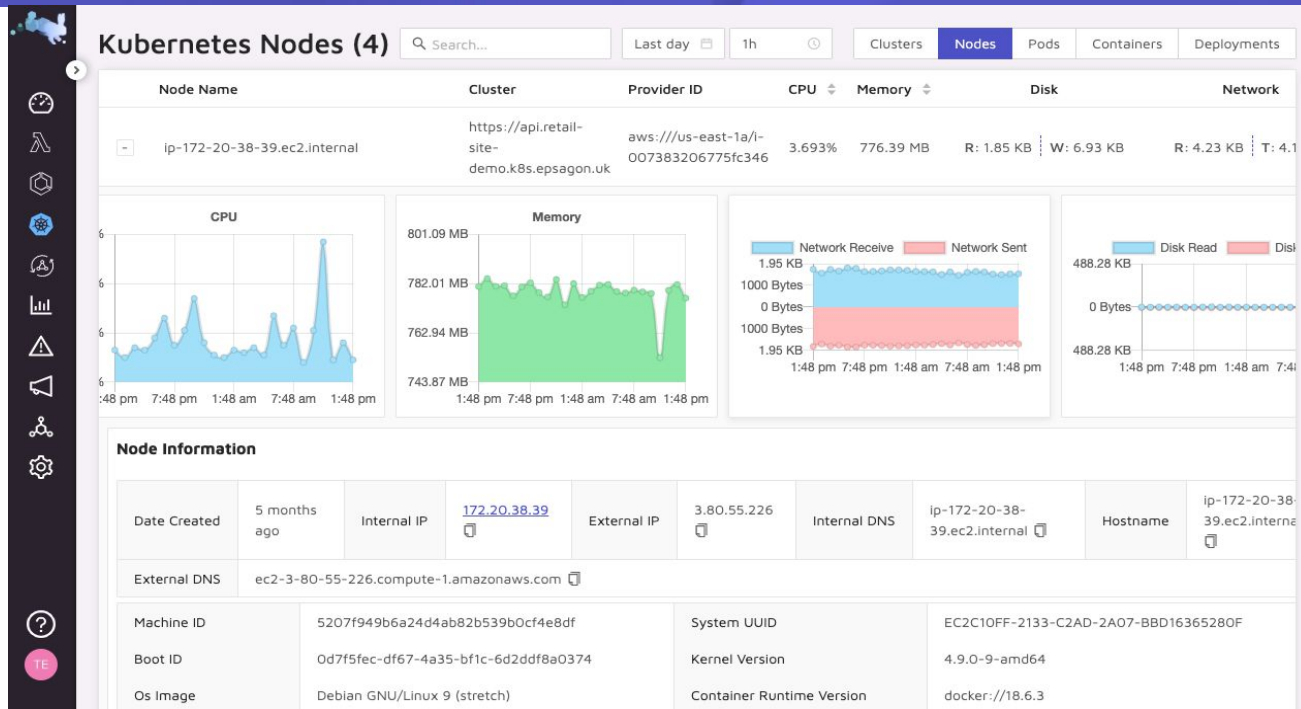 Kubernetes Nodes (4)
Search...
Last day
1h
Clusters Nodes Pods Containers Deployments
Node Name Cluster Provider ID CPU Memory Disk Network
ip-172-20-38-39.ec2.internal
https://api.retail-
site-
demo.k8s.epsagon.uk
aws:///us-east-1a/i-
007383206775fc346
3.693% 776.39 MB R: 1.85 KB W: 6.93 KB R: 4.23 KB T: 4.1
CPU
%
%
%
%
:48 pm 7:48 pm 1:48 am 7:48 am 1:48 pm
Memory
801.09 MB
782.01 MB
762.94 MB
743.87 MB
1:48 pm 7:48 pm 1:48 am 7:48 am 1:48 pm
Network Receive Network Sent
1.95 KB
1000 Bytes
0 Bytes
1000 Bytes
1.95 KB
1:48 pm 7:48 pm 1:48 am 7:48 am 1:48 pm
Disk Read Disk
488.28 KB
0 Bytes
488.28 KB
1:48 pm 7:48 pm 1:48 am 7:48
Node Information
Date Created
5 months
ago
Internal IP
172.20.38.39
External IP
3.80.55.226
Internal DNS
ip-172-20-38-
39.ec2.internal
Hostname
ip-172-20-38-
39.ec2.interna
External DNS ec2-3-80-55-226.compute-1.amazonaws.com
Machine ID 5207f949b6a24d4ab82b539b0cf4e8df System UUID EC2C10FF-2133-C2AD-2A07-BBD16365280F
Boot ID 0d7f5fec-df67-4a35-bf1c-6d2ddf8a0374 Kernel Version 4.9.0-9-amd64
Os Image Debian GNU/Linux 9 (stretch) Container Runtime Version docker://18.6.3
TE